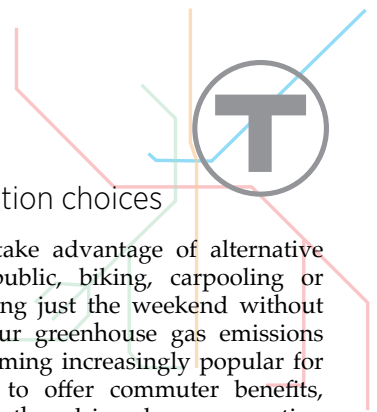 T
tion choices
take advantage of alternative
public, biking, carpooling or
ing just the weekend without
ur greenhouse gas emissions
ming increasingly popular for
to offer commuter benefits,